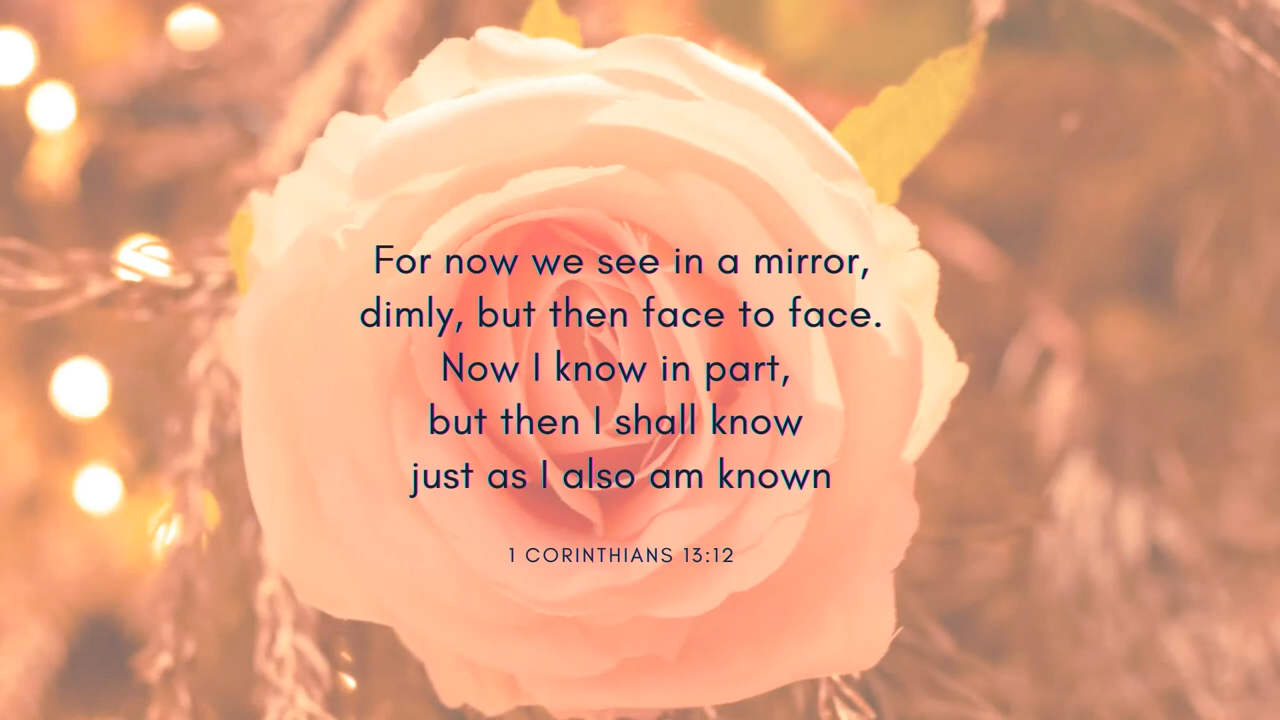 For now we see in a mirror,
dimly, but then face to face.
Now I know in part,
but then I shall know
just as I also am known
1 CORINTHIANS 13:12